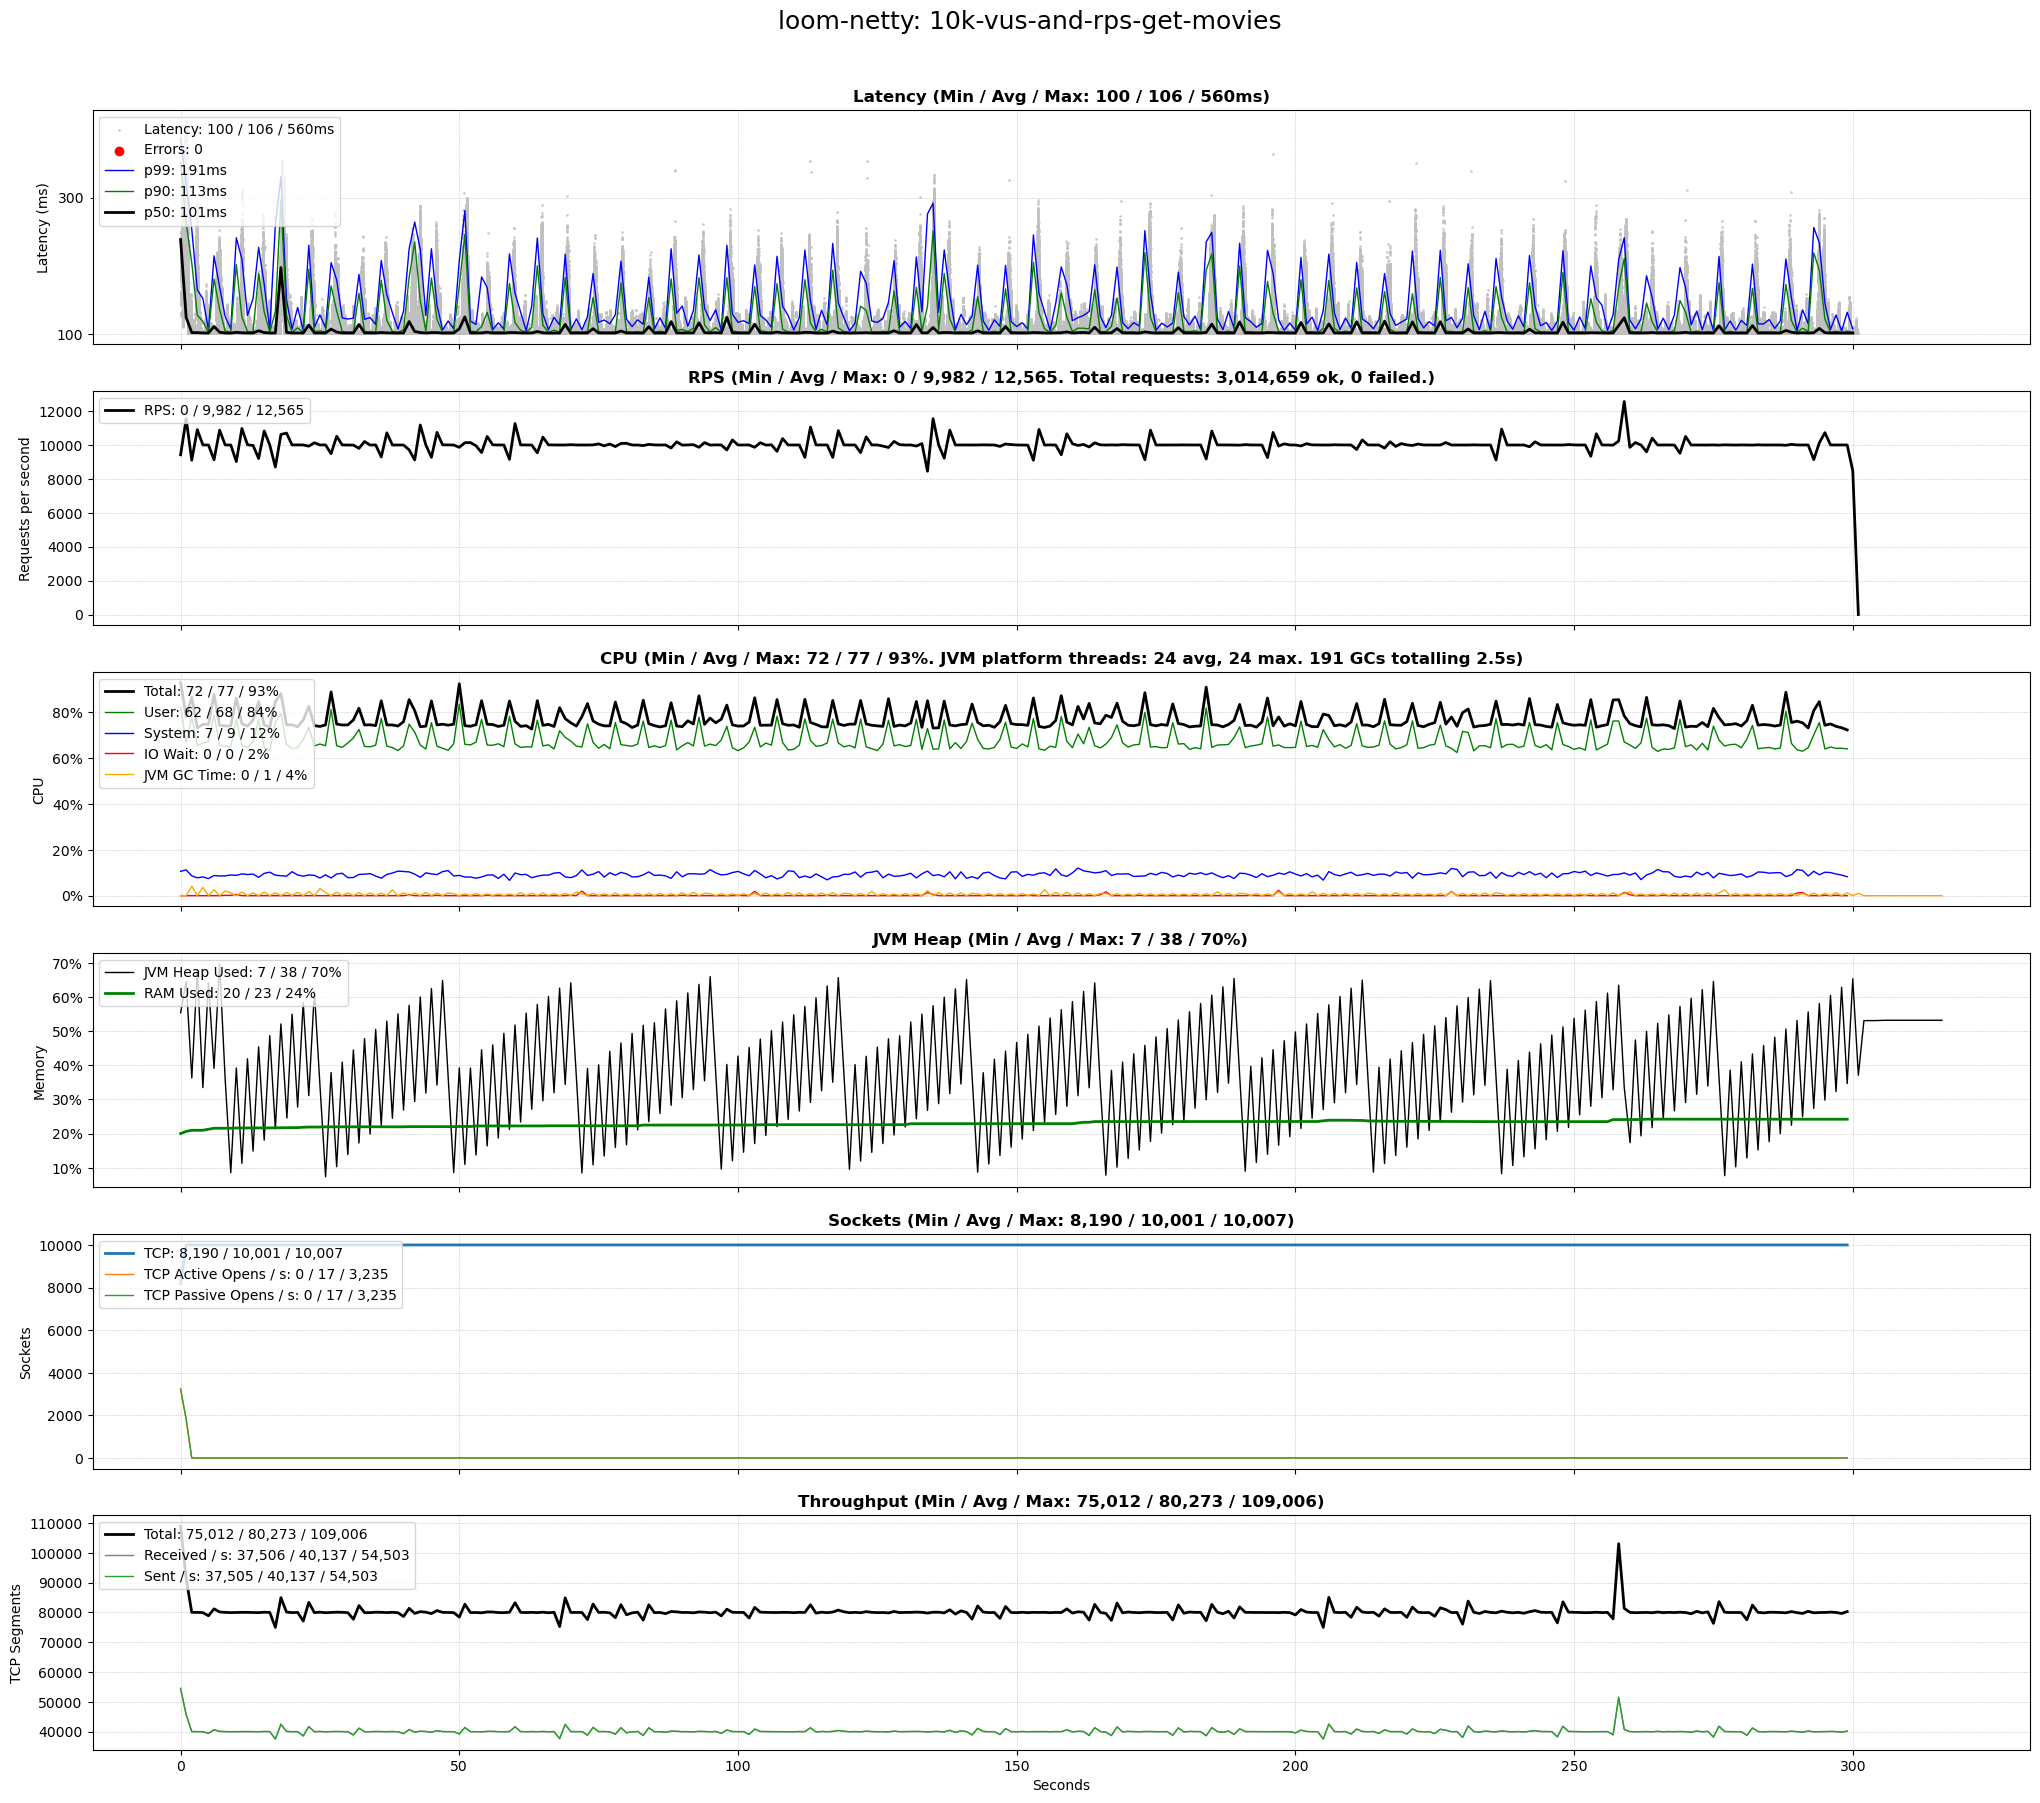 loom-netty: 10k-vus-and-rps-get-movies
Latency (Min / Avg / Max: 100 / 106 / 560ms)
Latency (ms)
300
100
Latency: 100 / 106 / 560ms
Errors: 0
p99: 191ms
p90: 113ms
p50: 101ms
RPS (Min / Avg / Max: 0 / 9,982 / 12,565. Total requests: 3,014,659 ok, 0 failed.)
Requests per second
12000
10000
8000
6000
4000
2000
0
RPS: 0 / 9,982 / 12,565
CPU (Min / Avg / Max: 72 / 77 / 93%. JVM platform threads: 24 avg, 24 max. 191 GCs totalling 2.5s)
CPU
80%
60%
40%
20%
0%
Total: 72 / 77 / 93%
User: 62 / 68 / 84%
System: 7 / 9 / 12%
IO Wait: 0 / 0 / 2%
JVM GC Time: 0 / 1 / 4%
JVM Heap (Min / Avg / Max: 7 / 38 / 70%)
Memory
70%
60%
50%
40%
30%
20%
10%
JVM Heap Used: 7 / 38 / 70%
RAM Used: 20 / 23 / 24%
Sockets (Min / Avg / Max: 8,190 / 10,001 / 10,007)
Sockets
10000
8000
6000
4000
2000
0
TCP: 8,190 / 10,001 / 10,007
TCP Active Opens / s: 0 / 17 / 3,235
TCP Passive Opens / s: 0 / 17 / 3,235
Throughput (Min / Avg / Max: 75,012 / 80,273 / 109,006)
TCP Segments
110000
100000
90000
80000
70000
60000
50000
40000
Total: 75,012 / 80,273 / 109,006
Received / s: 37,506 / 40,137 / 54,503
Sent / s: 37,505 / 40,137 / 54,503
0 50 100 150 200 250 300
Seconds